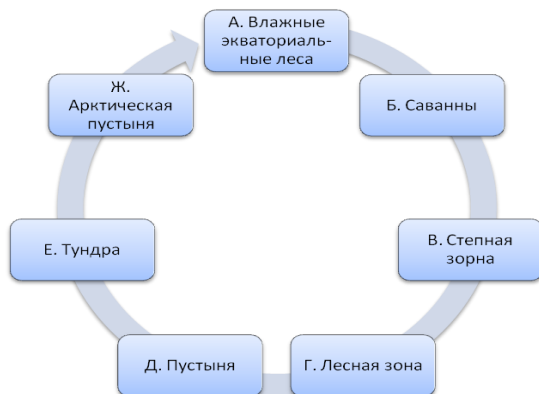 А. Влажные
экваториаль-
ные леса
Б. Саванны
В. Степная
зорна
Г. Лесная зона
Д. Пустыня
Е. Тундра
Ж.
Арктическая
пустыня